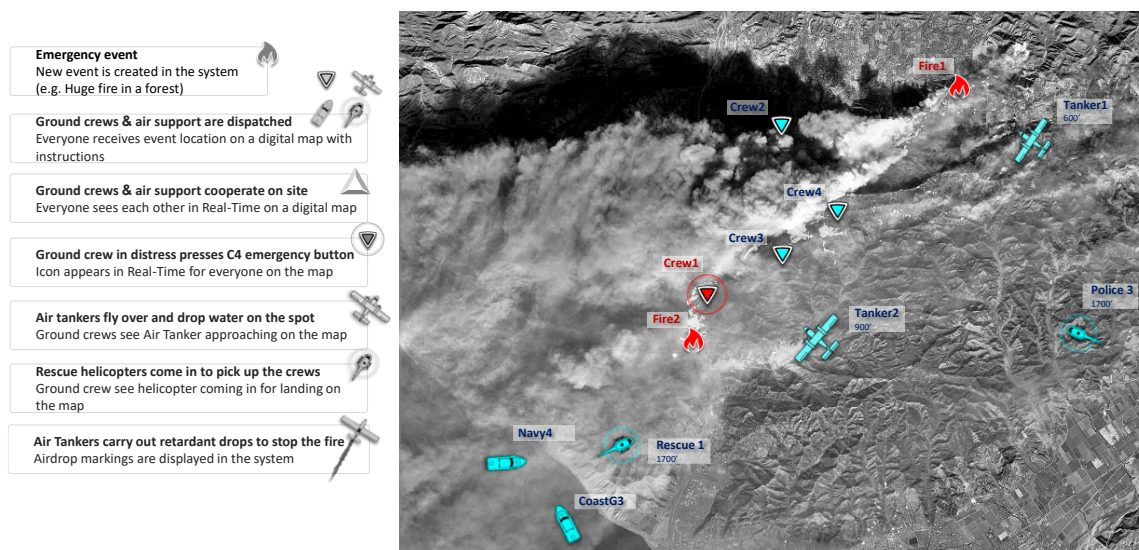 Emergency event
New event is created in the system
(e.g. Huge fire in a forest)
Ground crews & air support are dispatched
Everyone receives event location on a digital map with
instructions
Ground crews & air support cooperate on site
Everyone sees each other in Real-Time on a digital map
Ground crew in distress presses C4 emergency button
Icon appears in Real-Time for everyone on the map
Air tankers fly over and drop water on the spot
Ground crews see Air Tanker approaching on the map
Rescue helicopters come in to pick up the crews
Ground crew see helicopter coming in for landing on
the map
Air Tankers carry out retardant drops to stop the fire
Airdrop markings are displayed in the system
Fire1
Crew2
Tanker1
600'
Crew4
Crew3
Crew1
Police 3
1700'
Fire2
Tanker2
900'
Navy4
Rescue 1
1700'
CoastG3